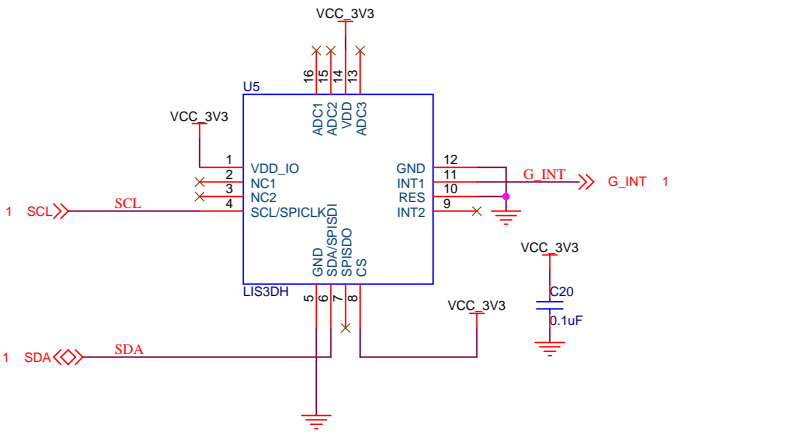 VCC_3V3
16
15
14
13
U5
ADC1
ADC2
VDD
ADC3
VCC_3V3
1
VDD_IO
2
NC1
3
NC2
4
SCL/SPICLK
1 SCL
SCL
GND
12
INT1
11
RES
10
INT2
9
G_INT
G_INT 1
GND
SDA/SPISDI
SPISDO
CS
LIS3DH
5
6
7
8
VCC_3V3
C20
0.1uF
VCC_3V3
1 SDA
SDA